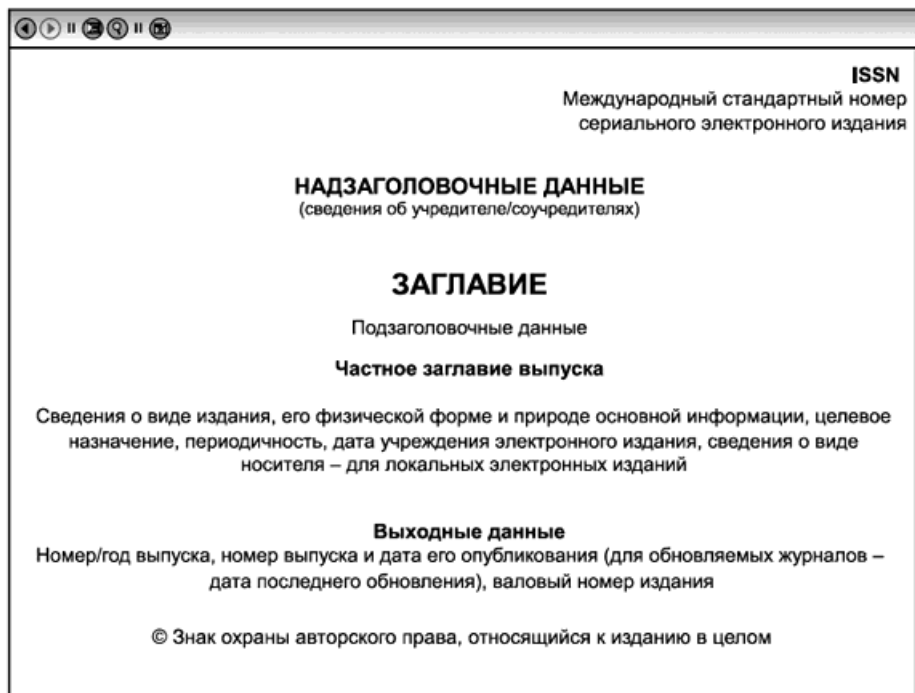 ISSN
Международный стандартный номер
сериального электронного издания
НАДЗАГОЛОВОЧНЫЕ ДАННЫЕ
(сведения об учредителе/соучредителях)
ЗАГЛАВИЕ
Подзаголовочные данные
Частное заглавие выпуска
Сведения о виде издания, его физической форме и природе основной информации, целевое
назначение, периодичность, дата учреждения электронного издания, сведения о виде
носителя – для локальных электронных изданий
Выходные данные
Номер/год выпуска, номер выпуска и дата его опубликования (для обновляемых журналов –
дата последнего обновления), валовый номер издания
© Знак охраны авторского права, относящийся к изданию в целом